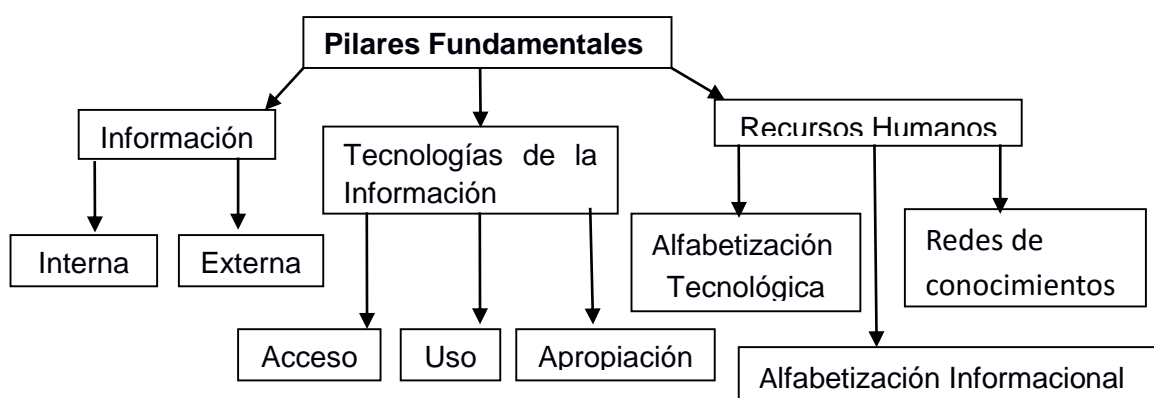 Pilares Fundamentales
Información
Tecnologías de la
Información
Recursos Humanos
Interna
Externa
Alfabetización
Tecnológica
Redes de
conocimientos
Acceso
Uso
Apropiación
Alfabetización Informacional